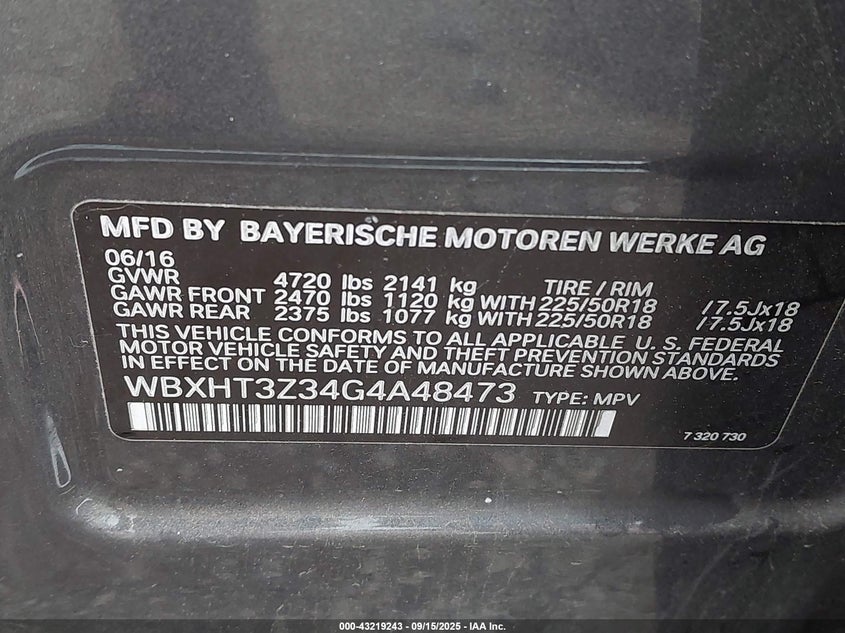 MFD BY BAYERISCHE MOTOREN WERKE AG
06/16
GVWR 4720 lbs 2141 kg TIRE / RIM
GAWR FRONT 2470 lbs 1120 kg WITH 225/50R18 / 7.5Jx18
GAWR REAR 2375 lbs 1077 kg WITH 225/50R18 / 7.5Jx18
THIS VEHICLE CONFORMS TO ALL APPLICABLE U. S. FEDERAL
MOTOR VEHICLE SAFETY AND THEFT PREVENTION STANDARDS
IN EFFECT ON THE DATE OF MANUFACTURE SHOWN ABOVE.
WBXHT3Z34G4A48473 TYPE: MPV
7 320 730
000-43219243 - 09/15/2025 - IAA Inc.